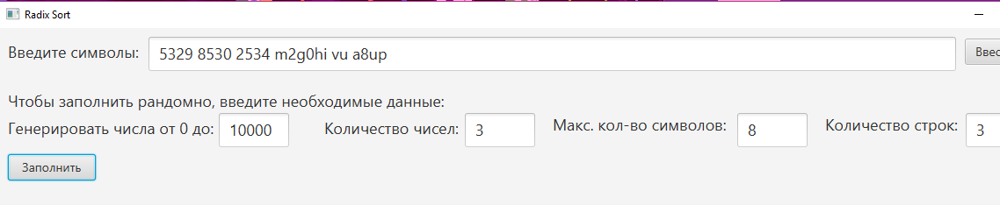 Radix Sort
Введите символы: 5329 8530 2534 m2g0hi vu a8up
Чтобы заполнить рандомно, введите необходимые данные:
Генерировать числа от 0 до: 10000 Количество чисел: 3 Макс. кол-во символов: 8 Количество строк: 3
Заполнить